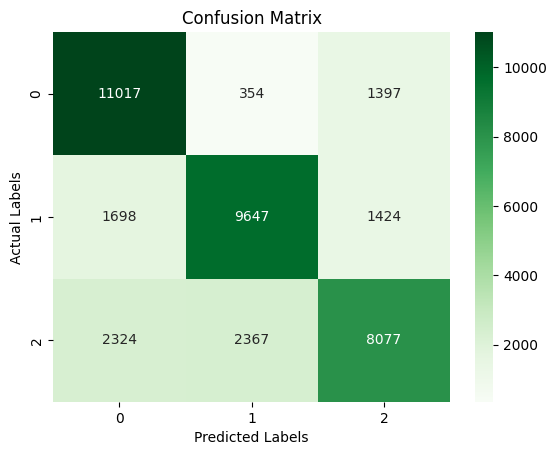 Confusion Matrix
0 11017 354 1397
1 1698 9647 1424
2 2324 2367 8077
0 1 2
Predicted Labels
Actual Labels
10000
8000
6000
4000
2000